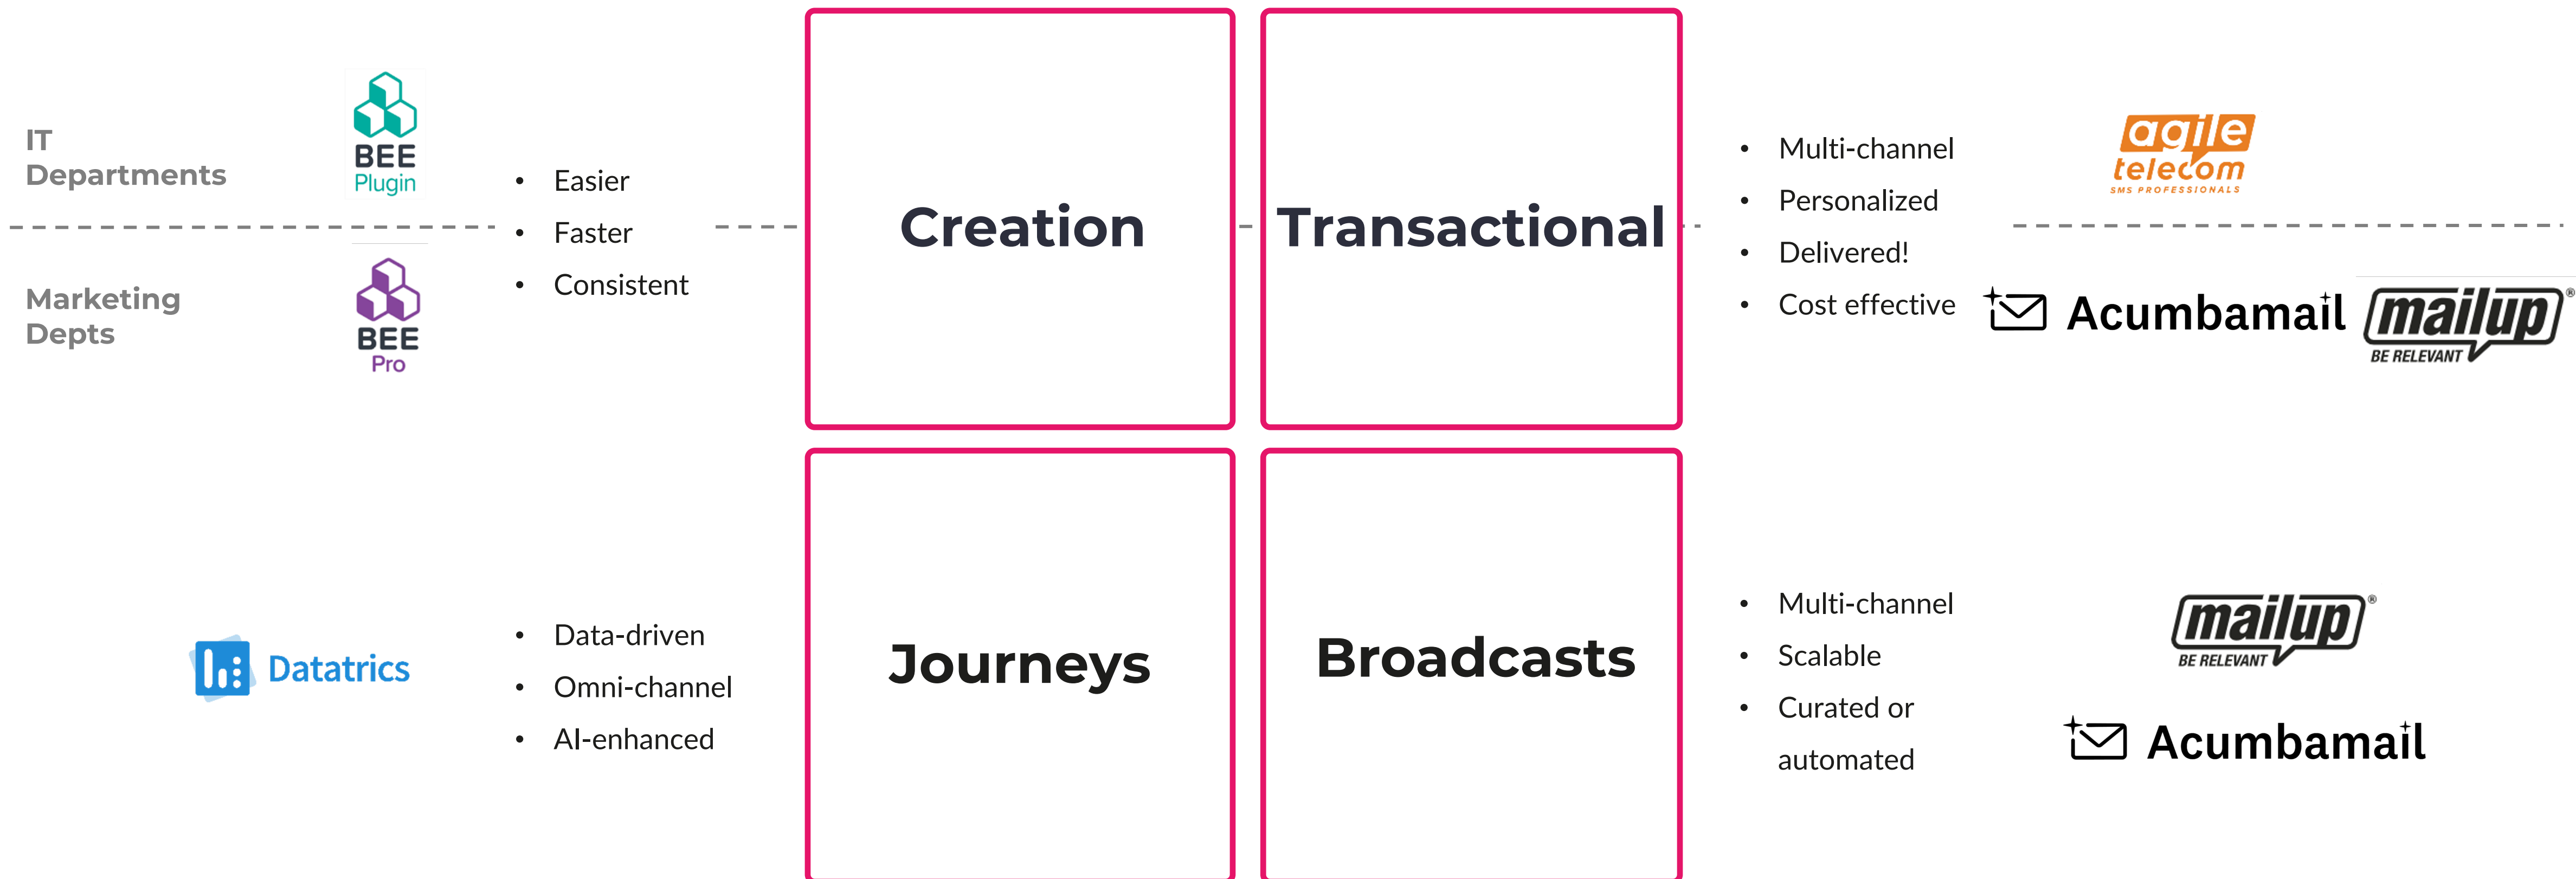 IT
Departments
BEE
Plugin
Marketing
Depts
BEE
Pro
• Easier
• Faster
• Consistent
Creation
Transactional
• Multi-channel
• Personalized
• Delivered!
• Cost effective
agile
telecom
SMS PROFESSIONALS
Acumbamail
mailup®
BE RELEVANT
Datatrics
• Data-driven
• Omni-channel
• AI-enhanced
Journeys
Broadcasts
• Multi-channel
• Scalable
• Curated or
automated
mailup®
BE RELEVANT
Acumbamail